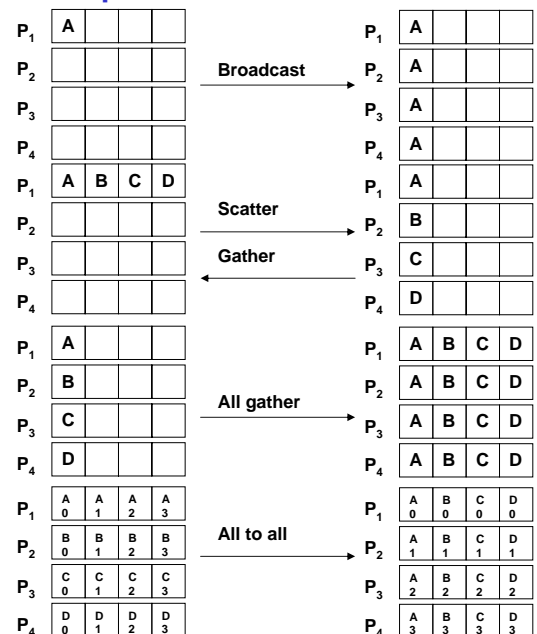 P1 A P1 A
P2 Broadcast P2 A
P3 P3 A
P4 P4 A
P1 A B C D P1 A
P2 Scatter P2 B
P3 Gather P3 C
P4 P4 D
P1 A P1 A B C D
P2 B P2 A B C D
P3 C All gather P3 A B C D
P4 D P4 A B C D
P1 A0 A1 A2 A3 P1 A0 B0 C0 D0
P2 B0 B1 B2 B3 All to all P2 A1 B1 C1 D1
P3 C0 C1 C2 C3 P3 A2 B2 C2 D2
P4 D0 D1 D2 D3 P4 A3 B3 C3 D3